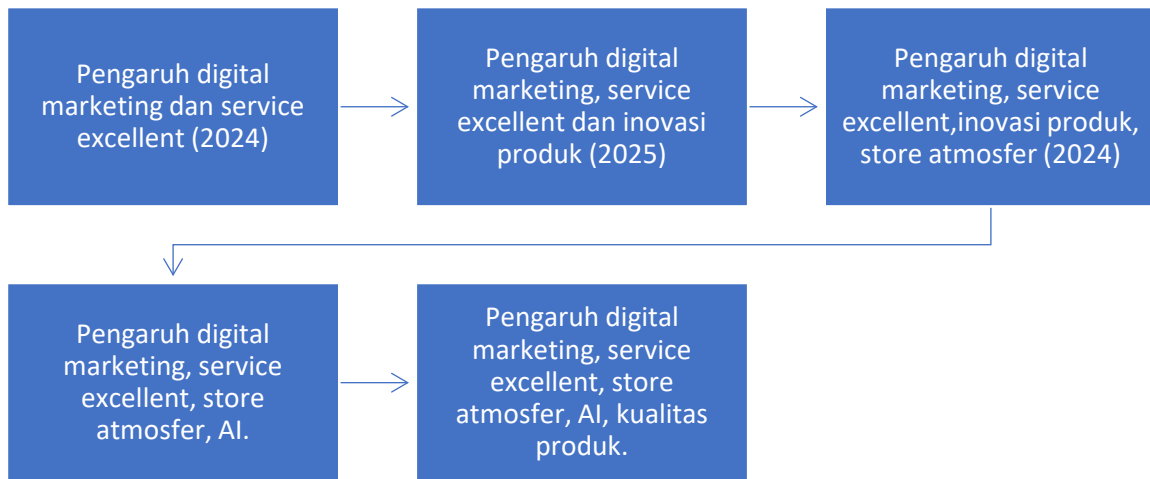 Pengaruh digital
marketing dan service
excellent (2024)
Pengaruh digital
marketing, service
excellent dan inovasi
produk (2025)
Pengaruh digital
marketing, service
excellent,inovasi produk,
store atmosfer (2024)
Pengaruh digital
marketing, service
excellent, store
atmosfer, AI.
Pengaruh digital
marketing, service
excellent, store
atmosfer, AI, kualitas
produk.